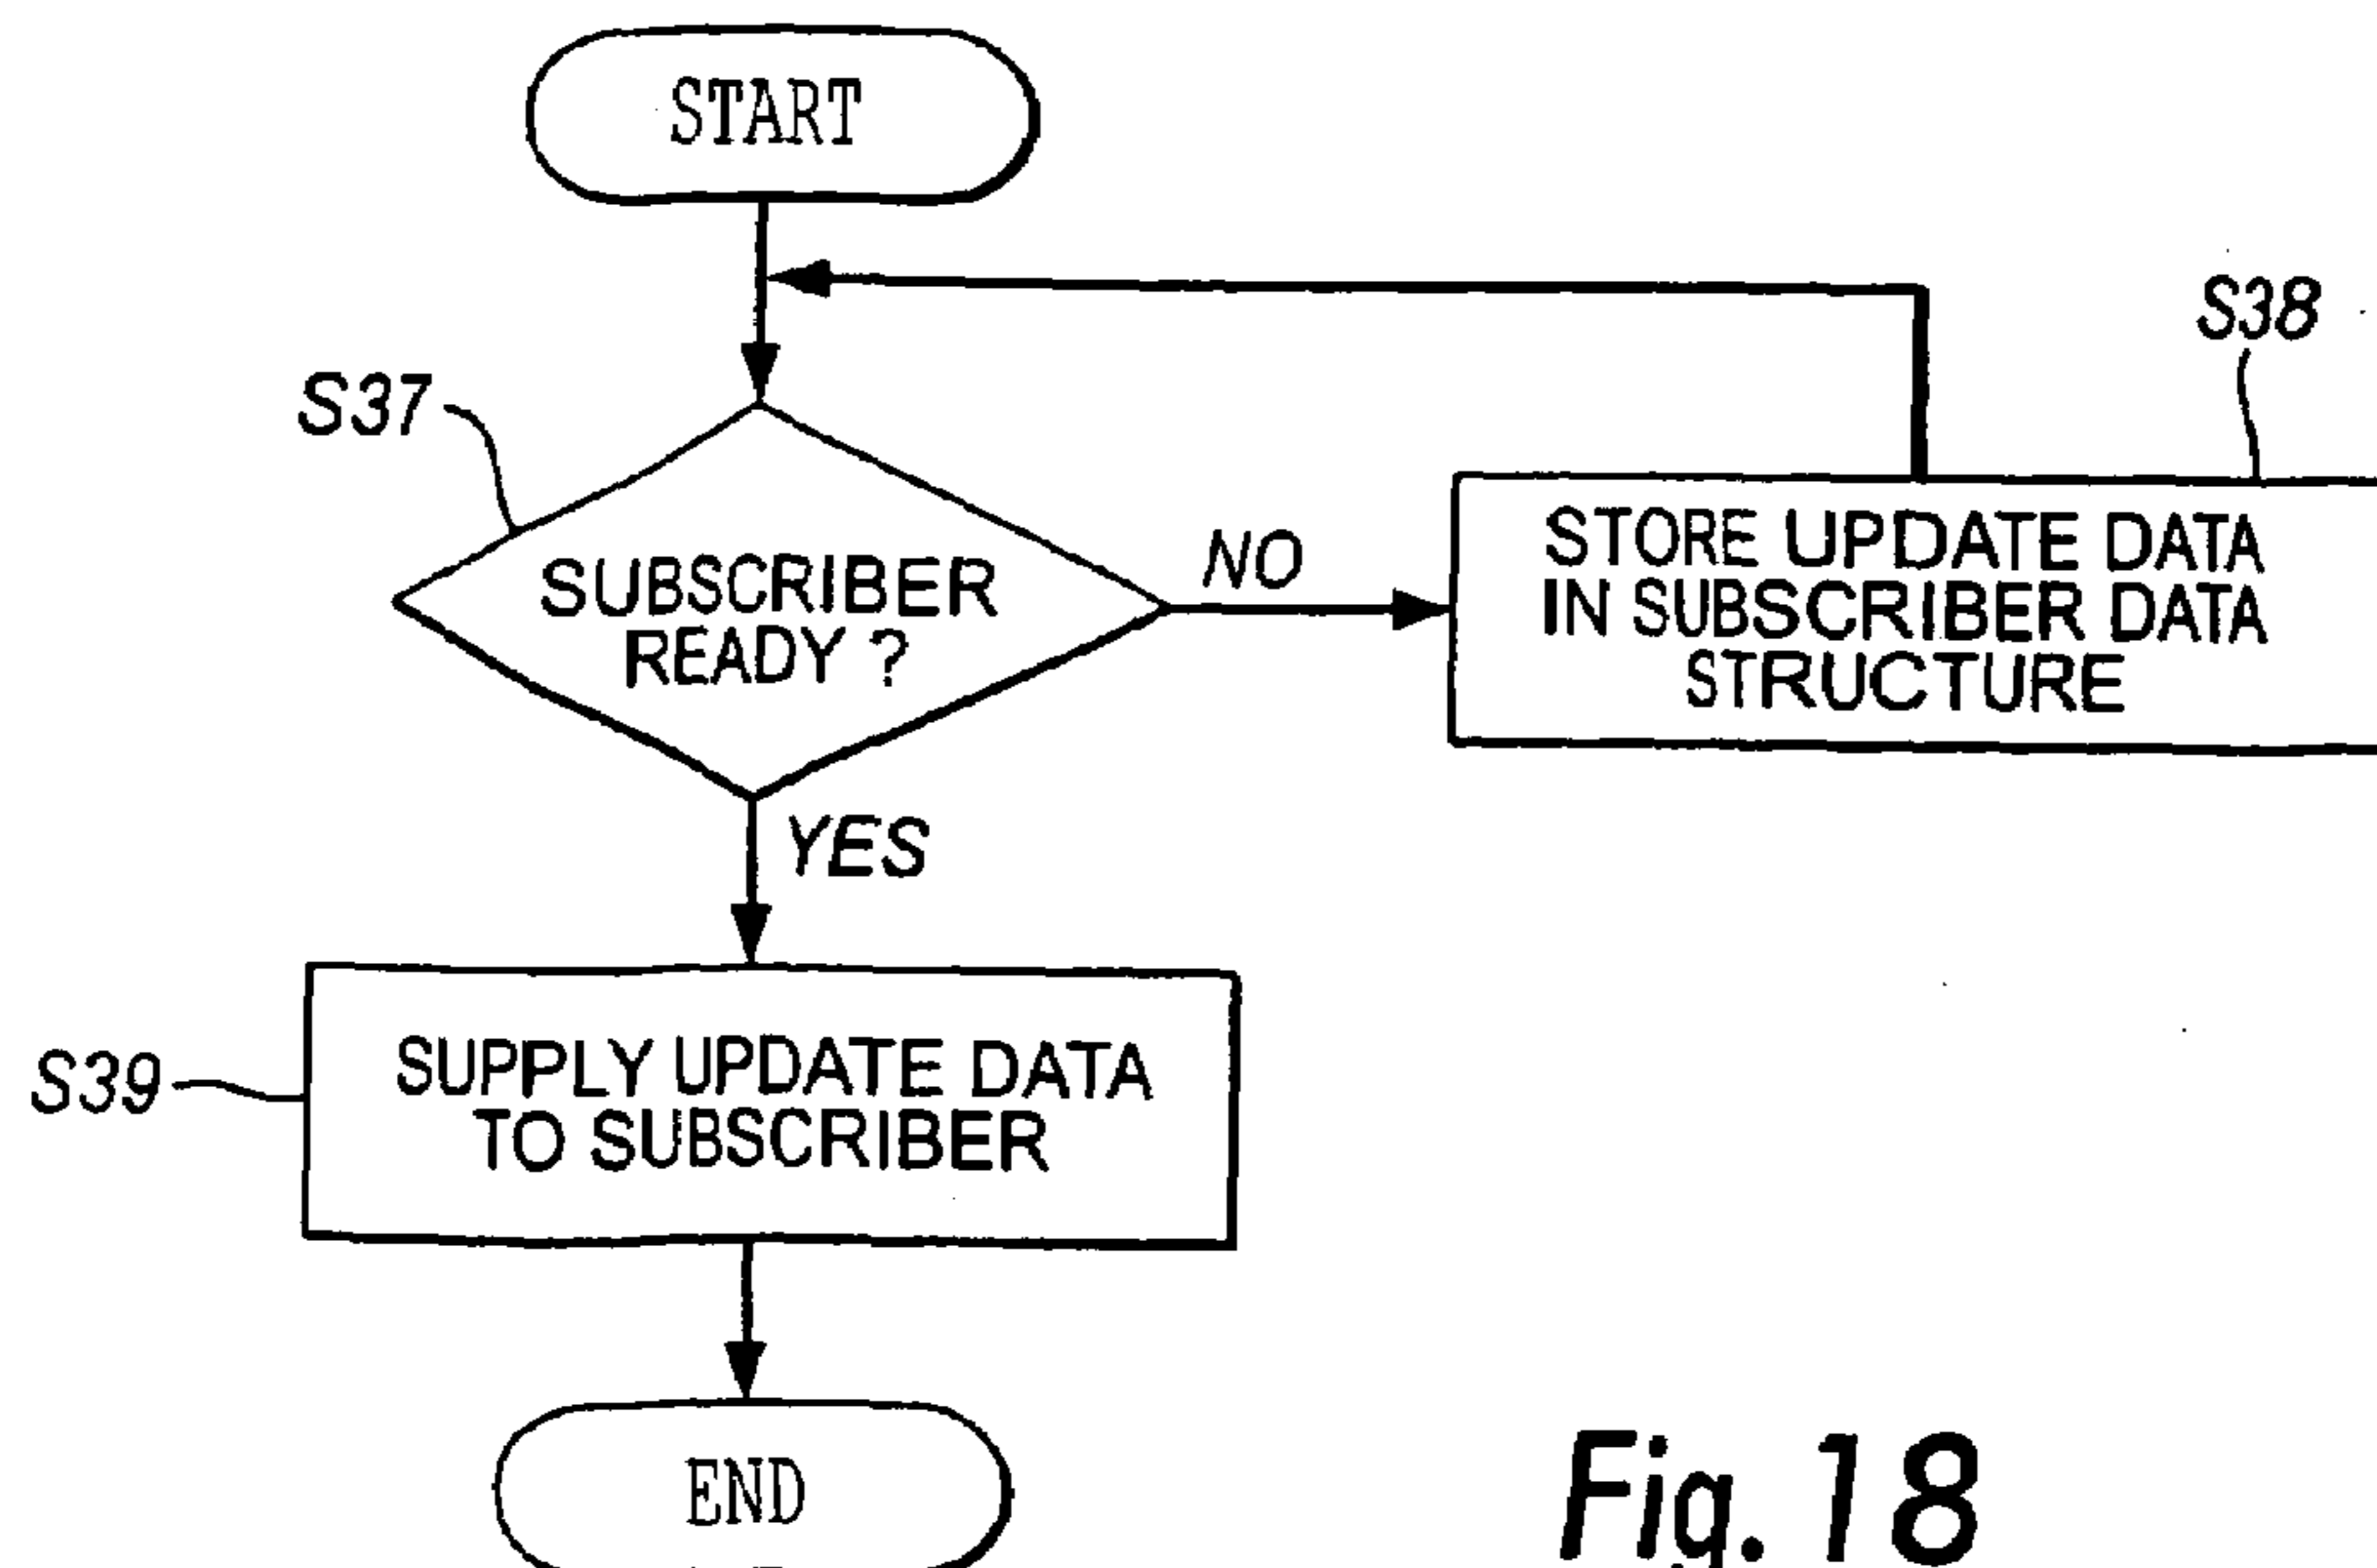 START
S38
S37
SUBSCRIBER
READY ?
NO
STORE UPDATE DATA
IN SUBSCRIBER DATA
STRUCTURE
YES
S39
SUPPLY UPDATE DATA
TO SUBSCRIBER
END
Fig. 18